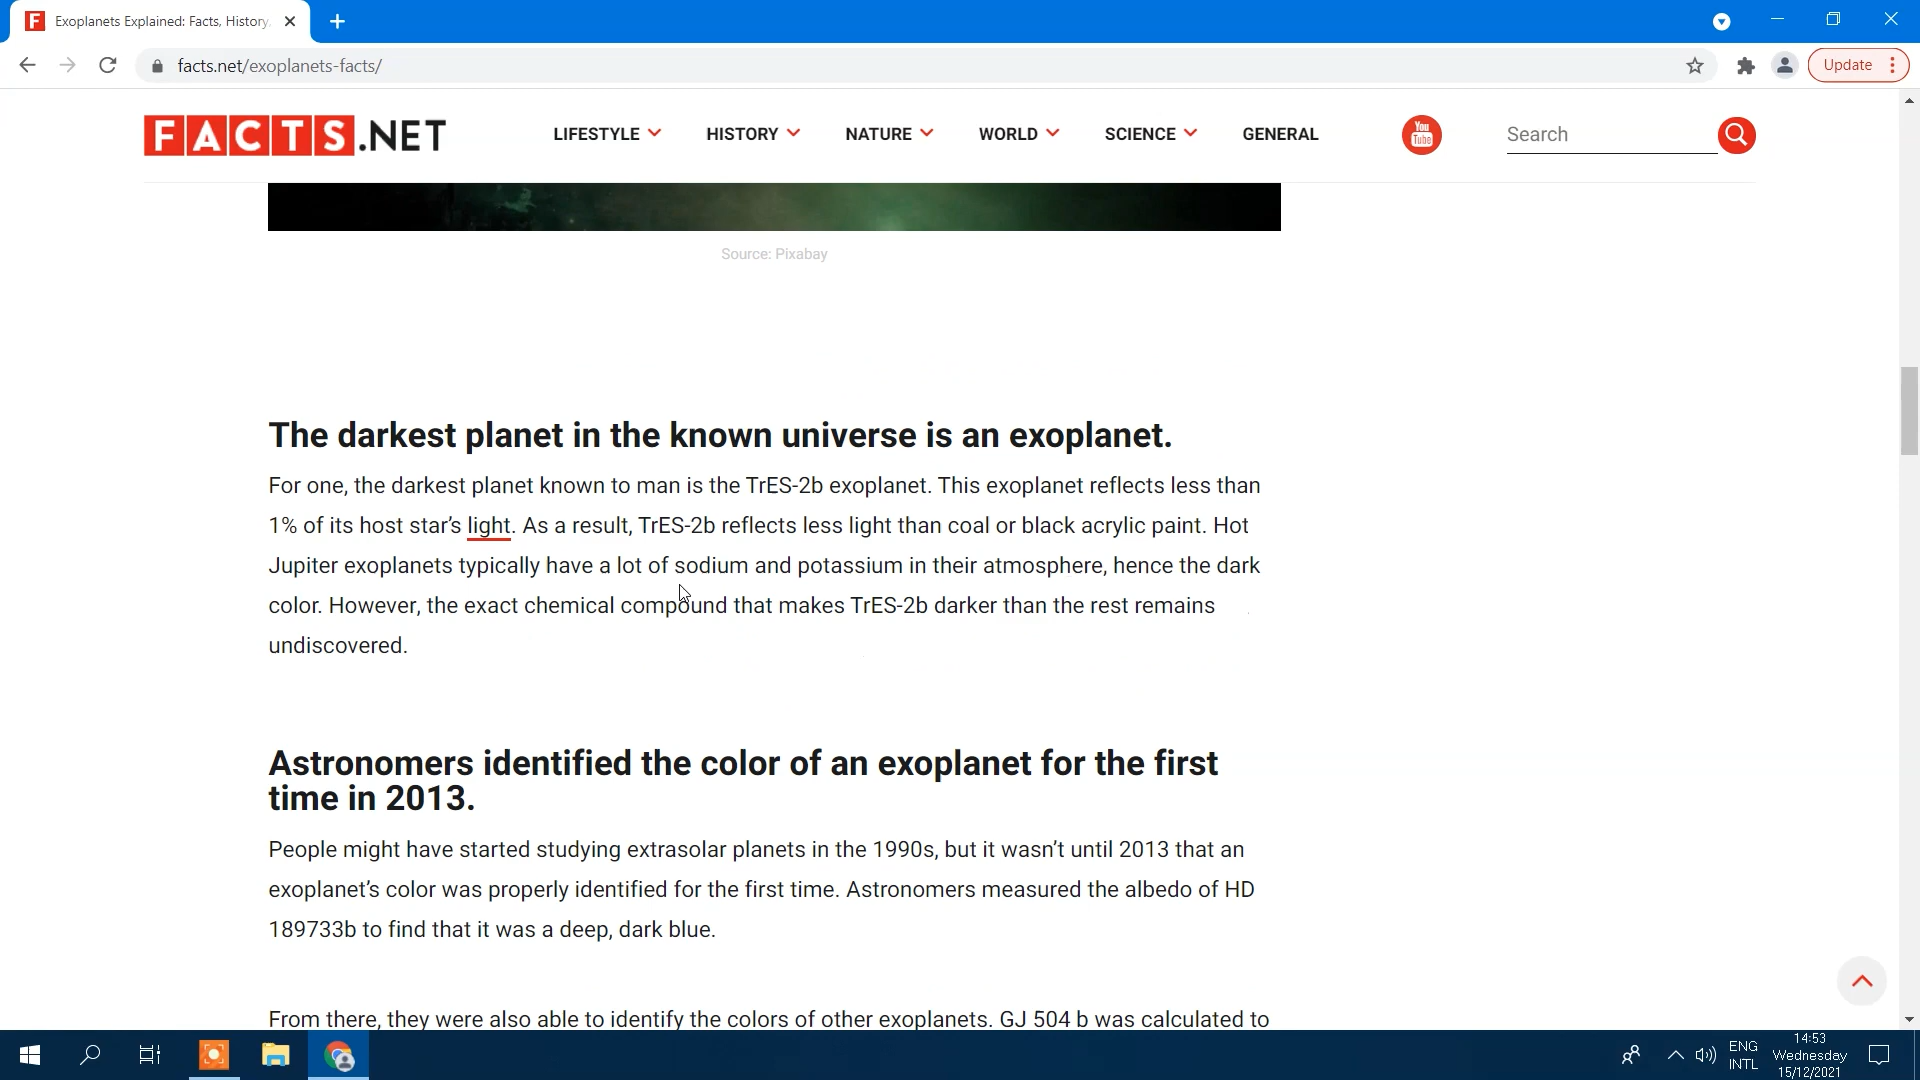 Exoplanets Explained: Facts, History,
facts.net/exoplanets-facts/
Update
FACTS.NET
LIFESTYLE
HISTORY
NATURE
WORLD
SCIENCE
GENERAL
You
Tube
Search
Source: Pixabay
The darkest planet in the known universe is an exoplanet.
For one, the darkest planet known to man is the TrES-2b exoplanet. This exoplanet reflects less than
1% of its host star's light. As a result, TrES-2b reflects less light than coal or black acrylic paint. Hot
Jupiter exoplanets typically have a lot of sodium and potassium in their atmosphere, hence the dark
color. However, the exact chemical compound that makes TrES-2b darker than the rest remains
undiscovered.
Astronomers identified the color of an exoplanet for the first
time in 2013.
People might have started studying extrasolar planets in the 1990s, but it wasn't until 2013 that an
exoplanet's color was properly identified for the first time. Astronomers measured the albedo of HD
189733b to find that it was a deep, dark blue.
From there, they were also able to identify the colors of other exoplanets. GJ 504 b was calculated to
ENG
INTL
14:53
Wednesday
15/12/2021